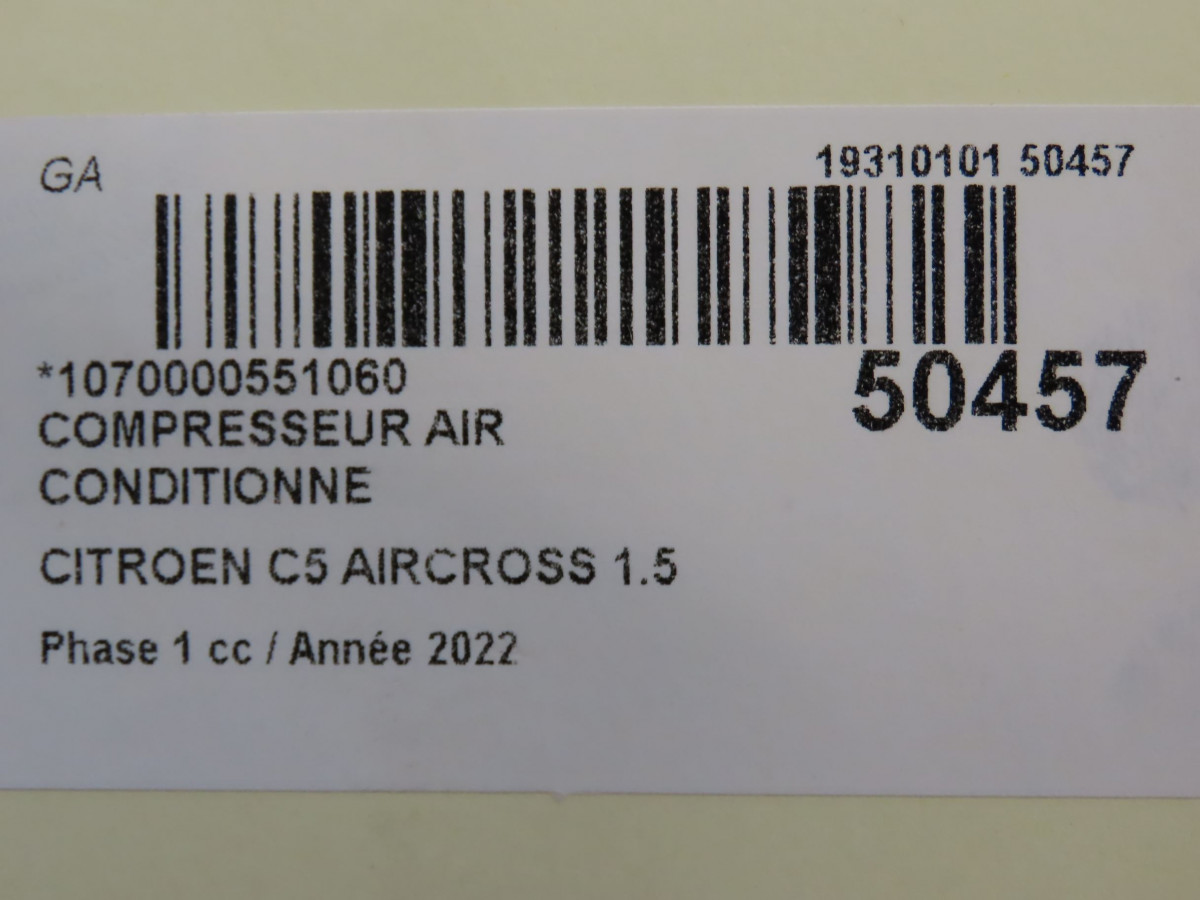 GA
19310101 50457
*1070000551060
50457
COMPRESSEUR AIR
CONDITIONNE
CITROEN C5 AIRCROSS 1.5
Phase 1 cc / Année 2022